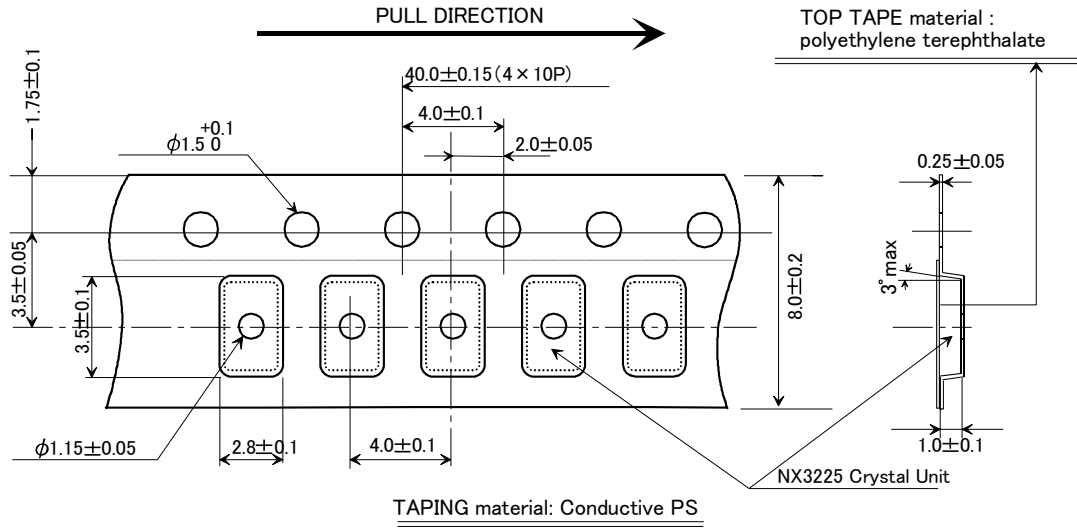 PULL DIRECTION
TOP TAPE material :
polyethylene terephthalate
1.75±0.1
40.0±0.15(4×10P)
4.0±0.1
+0.1
φ1.5 0
2.0±0.05
0.25±0.05
3.5±0.05
3.5±0.1
8.0±0.2
3°max
φ1.15±0.05
2.8±0.1
4.0±0.1
1.0±0.1
NX3225 Crystal Unit
TAPING material: Conductive PS